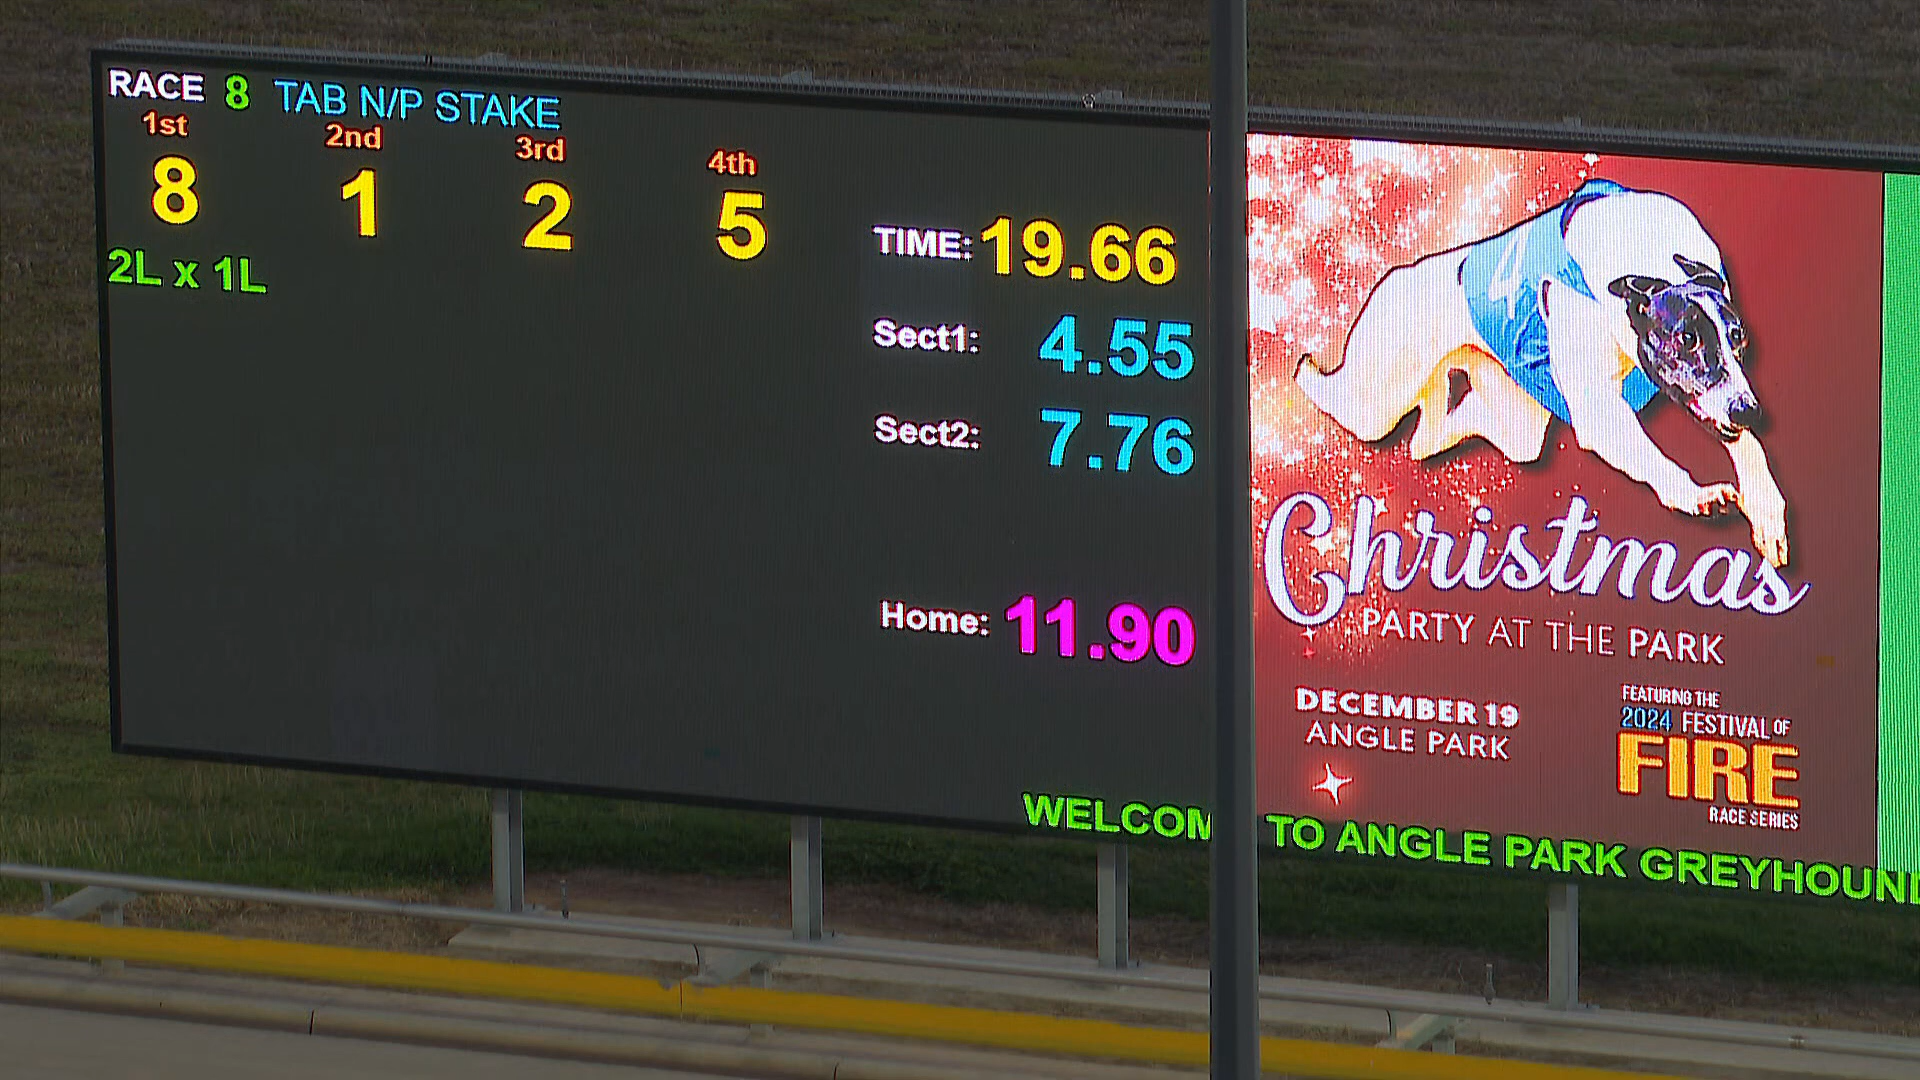 RACE 8 TAB N/P STAKE
1st 2nd 3rd 4th
8 1 2 5
2L x 1L
TIME: 19.66
Sect1: 4.55
Sect2: 7.76
Home: 11.90
4
Christmas
PARTY AT THE PARK
DECEMBER 19
ANGLE PARK
FEATURING THE
2024 FESTIVAL OF
FIRE
RACE SERIES
WELCOM TO ANGLE PARK GREYHOUND